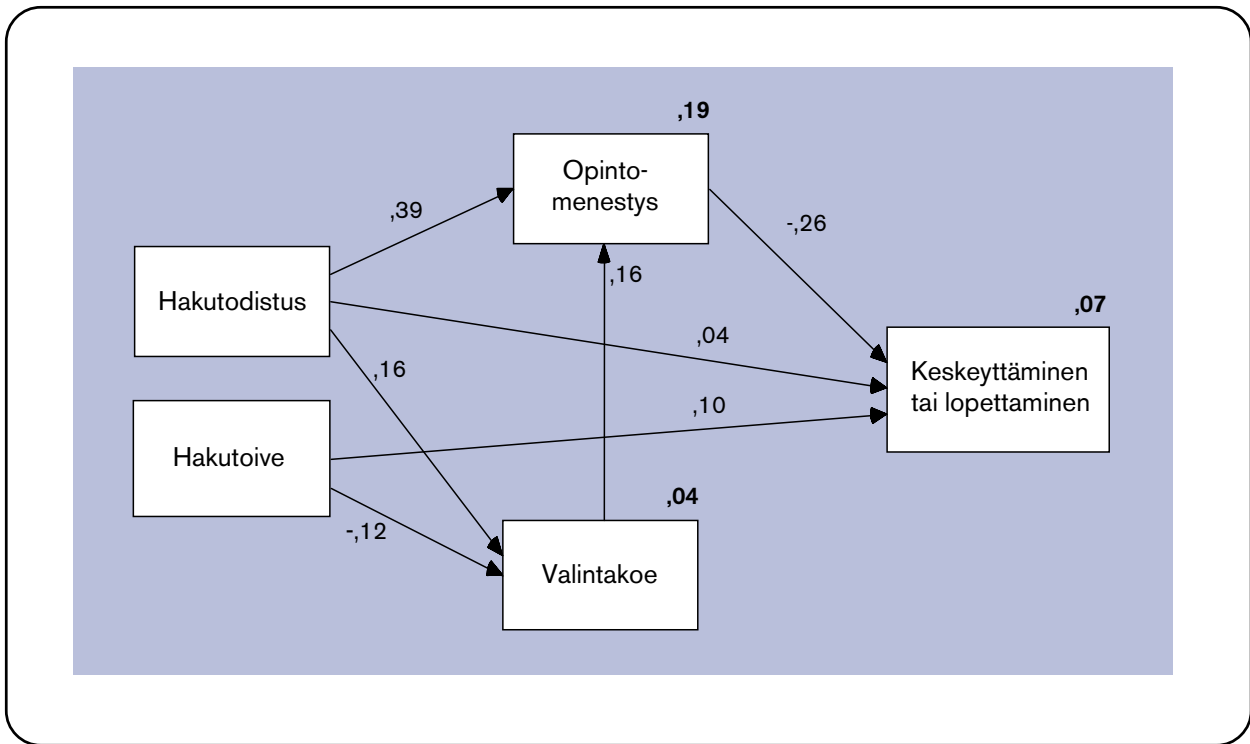 ,19
Opinto-
menestys
,39
-,26
,16
Hakutodistus
,07
,04
Keskeyttäminen
tai lopettaminen
,16
,10
Hakutoive
,04
-,12
Valintakoe